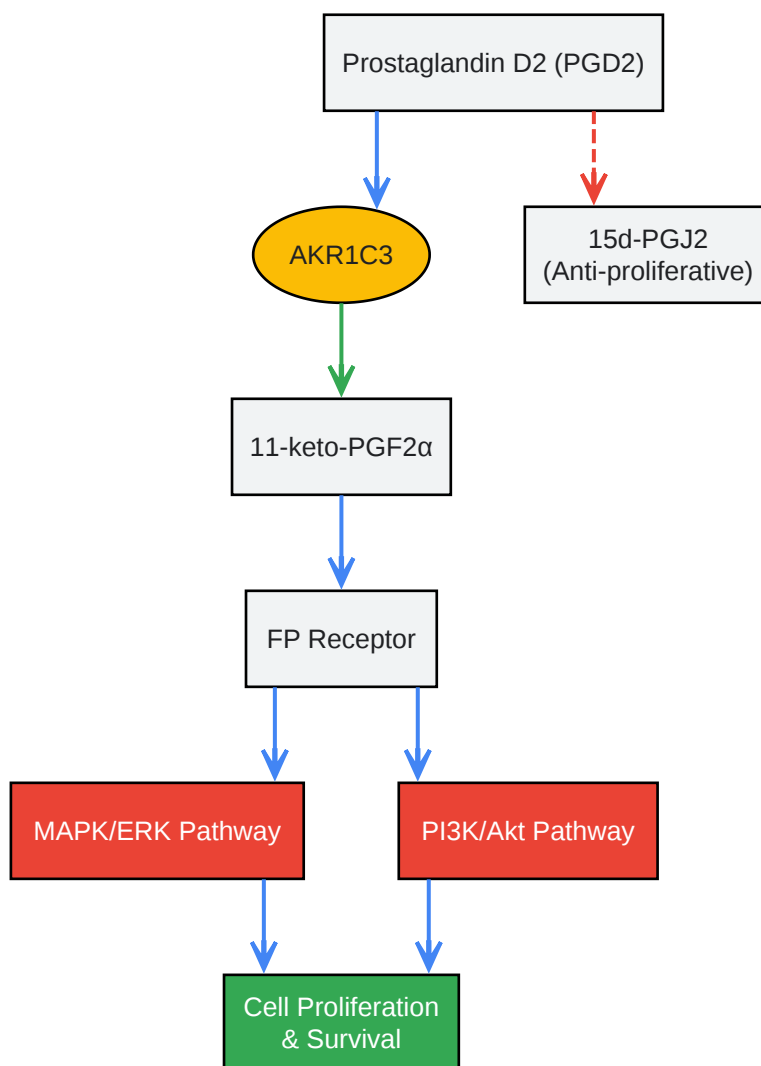 Prostaglandin D2 (PGD2)
AKR1C3
15d-PGJ2
(Anti-proliferative)
11-keto-PGF2α
FP Receptor
MAPK/ERK Pathway
PI3K/Akt Pathway
Cell Proliferation
& Survival